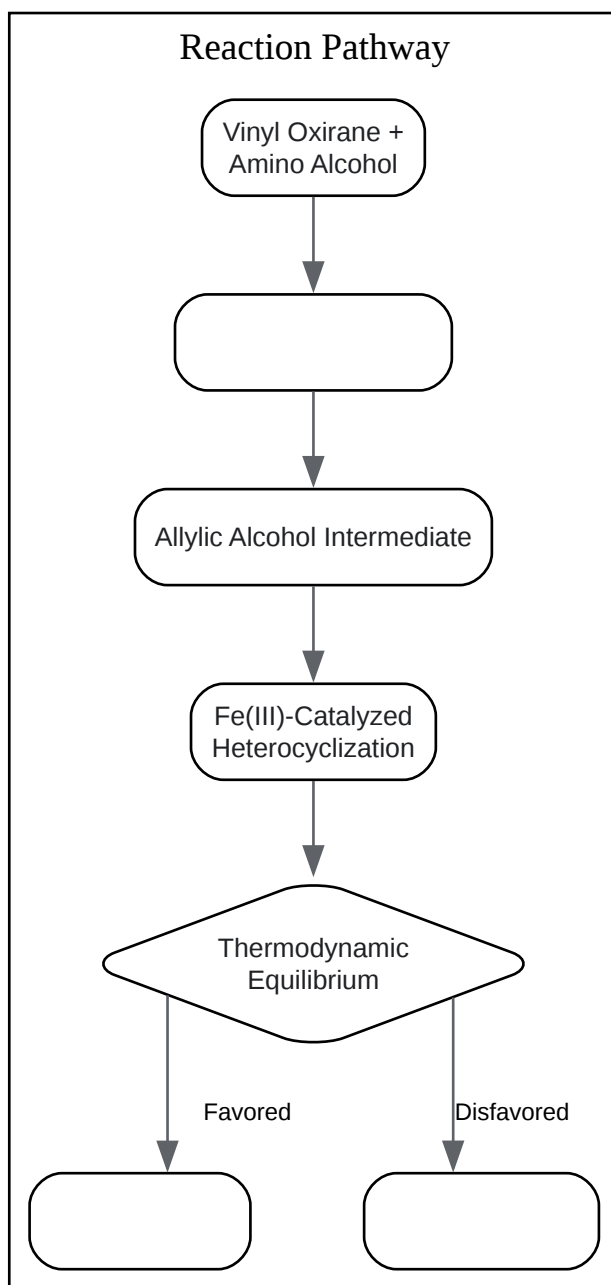 Reaction Pathway
Vinyl Oxirane +
Amino Alcohol
Allylic Alcohol Intermediate
Fe(III)-Catalyzed
Heterocyclization
Thermodynamic
Equilibrium
Favored
Disfavored